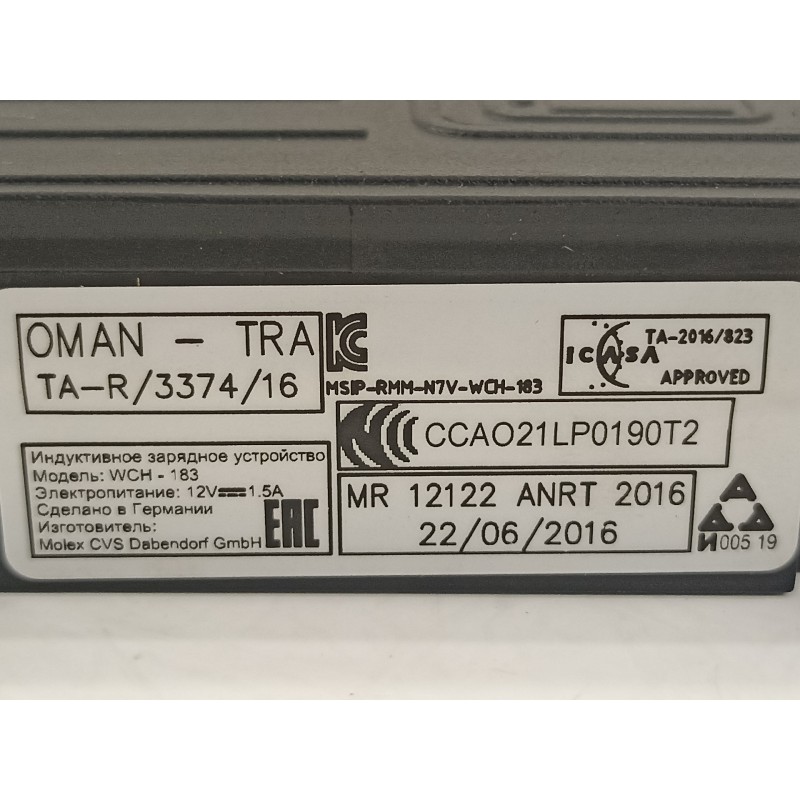 OMAN - TRA
TA-R/3374/16
MSIP-RMM-N7V-WCH-183
ICASA
TA-2016/823
APPROVED
CCAO21LP0190T2
Индуктивное зарядное устройство
Модель: WCH - 183
Электропитание: 12V 1.5A
Сделано в Германии
Изготовитель:
Molex CVS Dabendorf GmbH
EAC
MR 12122 ANRT 2016
22/06/2016
И005 19